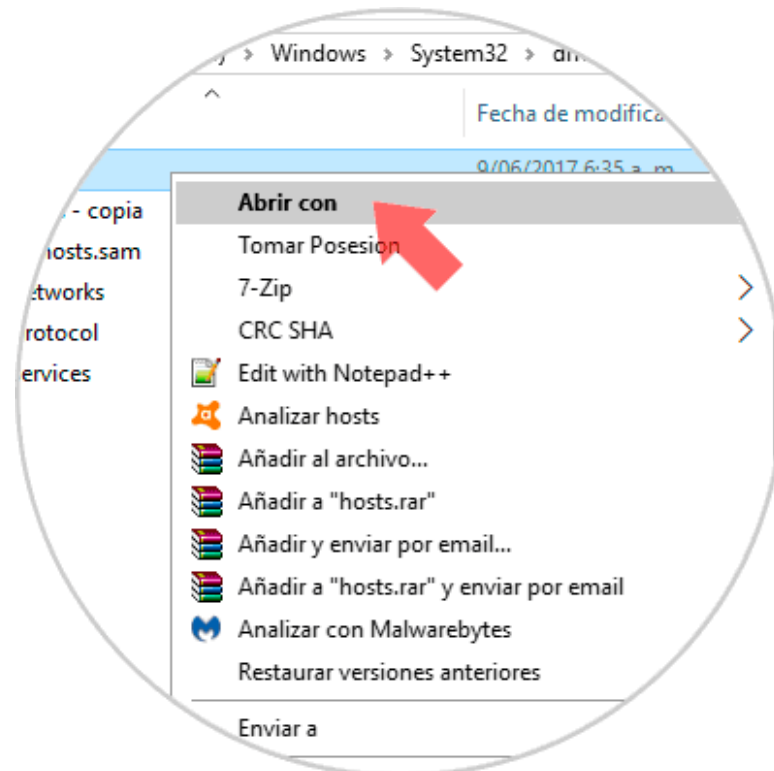 > Windows > System32 >
Fecha de modifica
9/06/2017 6:35 a. m.
Abrir con
- copia
Tomar Posesion
hosts.sam
7-Zip
etworks
CRC SHA
rotocol
Edit with Notepad++
ervices
Analizar hosts
Añadir al archivo...
Añadir a "hosts.rar"
Añadir y enviar por email...
Añadir a "hosts.rar" y enviar por email
Analizar con Malwarebytes
Restaurar versiones anteriores
Enviar a